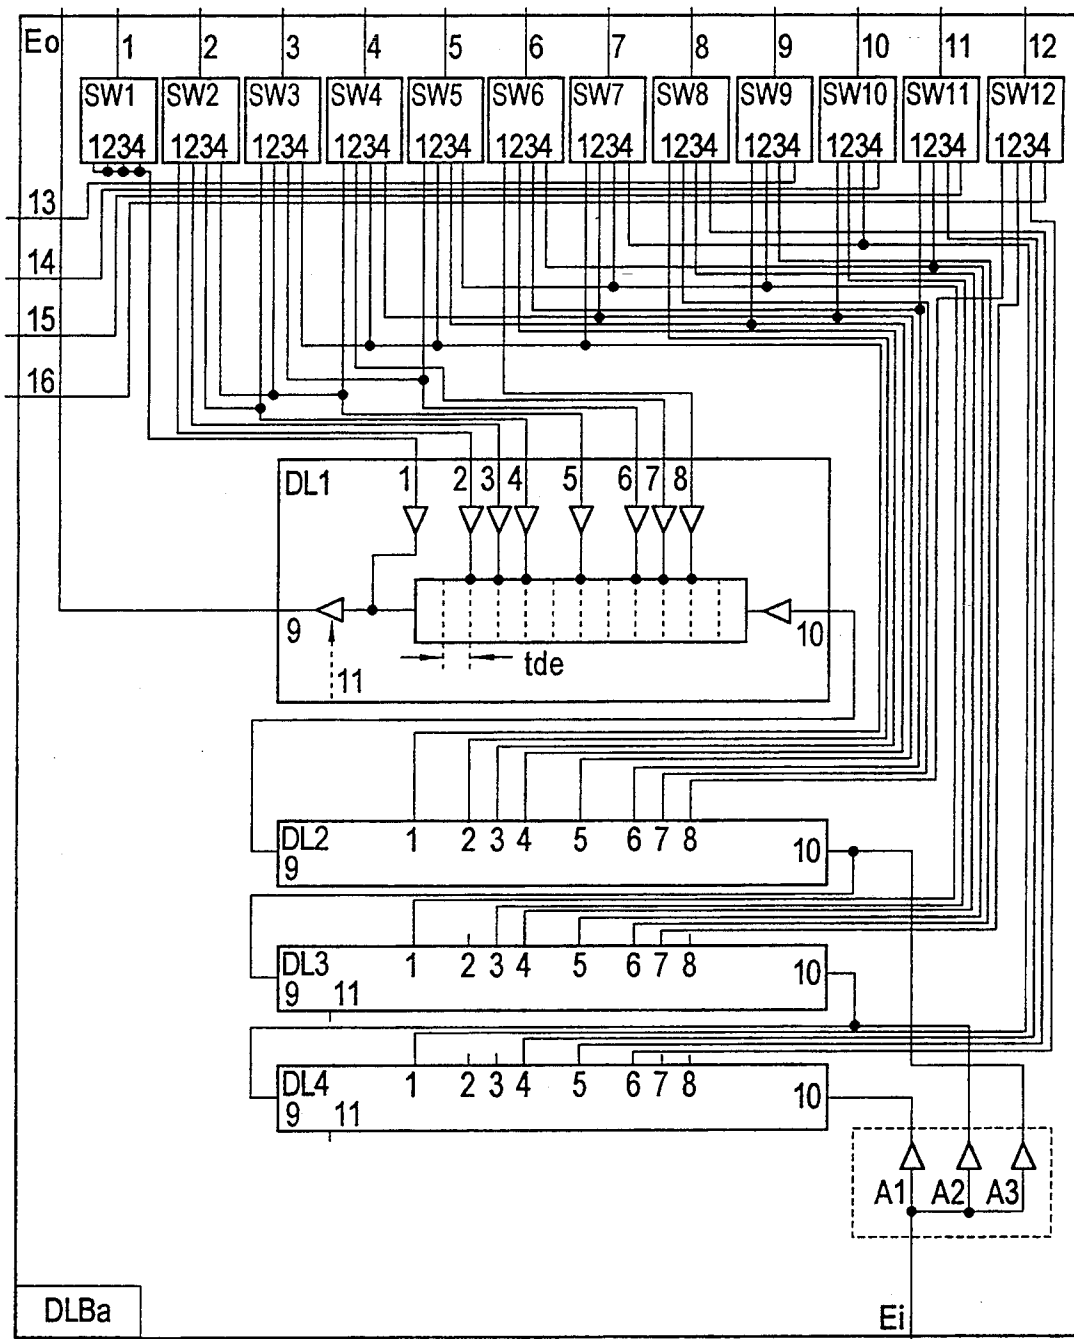 Eo 1 2 3 4 5 6 7 8 9 10 11 12
SW1 SW2 SW3 SW4 SW5 SW6 SW7 SW8 SW9 SW10 SW11 SW12
1234 1234 1234 1234 1234 1234 1234 1234 1234 1234 1234 1234
13
14
15
16
DL1 1 2 3 4 5 6 7 8
9 10
tde
11
DL2 1 2 3 4 5 6 7 8 10
9
DL3 1 2 3 4 5 6 7 8 10
9 11
DL4 1 2 3 4 5 6 7 8 10
9 11
A1 A2 A3
DLBa Ei